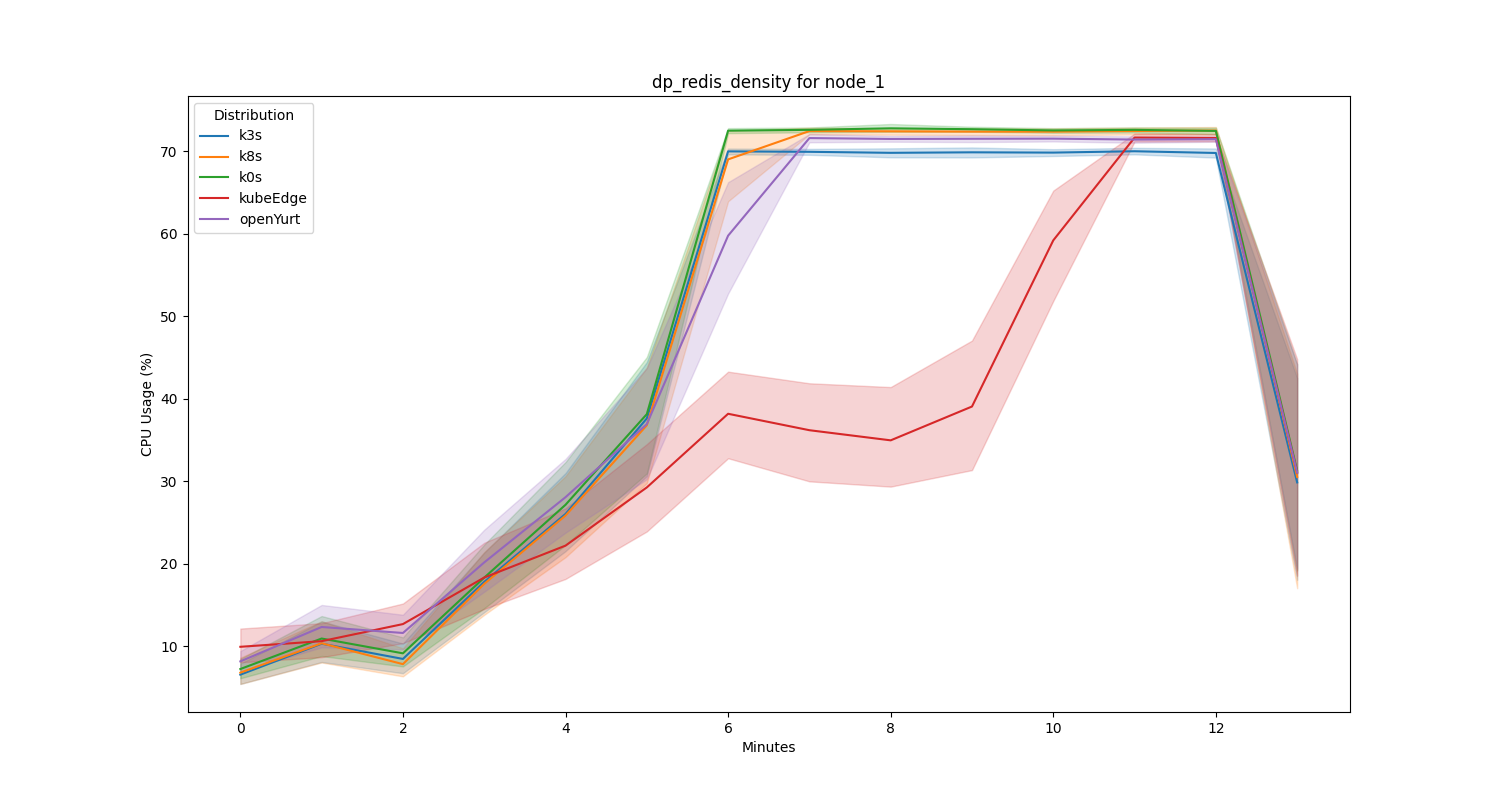 dp_redis_density for node_1
Distribution
k3s
k8s
k0s
kubeEdge
openYurt
CPU Usage (%)
70
60
50
40
30
20
10
0 2 4 6 8 10 12
Minutes